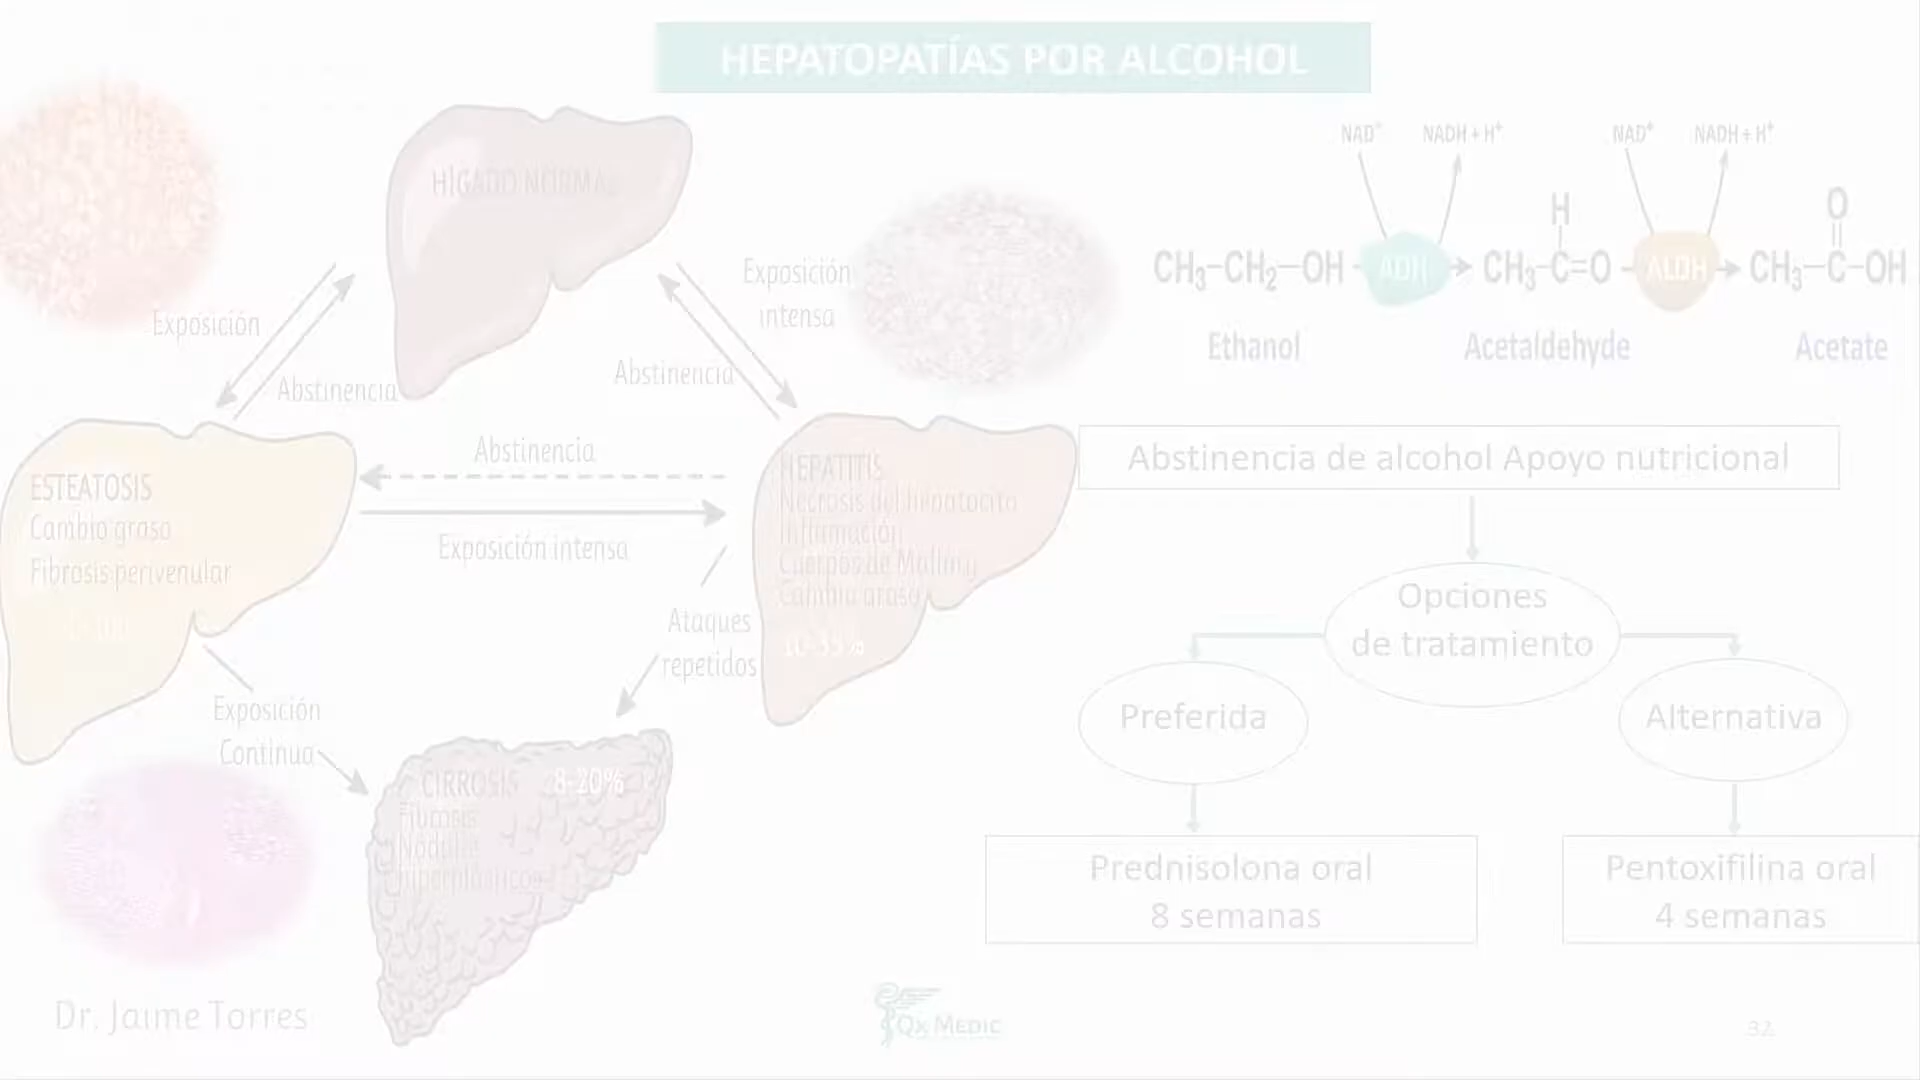 HEPATOPATÍAS POR ALCOHOL
HÍGADO NORMAL
Exposición
Abstinencia
Exposición
intensa
Abstinencia
ESTEATOSIS
Cambio graso
Fibrosis perivenular
Abstinencia
Exposición intensa
HEPATITIS
Necrosis del hepatocito
Inflamación
Cuerpos de Mallory
Cambio graso
10-35%
Ataques
repetidos
Exposición
Continua
CIRROSIS 8-20%
Fibrosis
hiperplásticos
NAD⁺ NADH + H⁺ NAD⁺ NADH + H⁺
H O
CH₃-CH₂-OH ADH CH₃-C=O ALDH CH₃-C-OH
Ethanol Acetaldehyde Acetate
Abstinencia de alcohol Apoyo nutricional
Opciones
de tratamiento
Preferida
Alternativa
Prednisolona oral
8 semanas
Pentoxifilina oral
4 semanas
Dr. Jaime Torres
Qx MEDIC
32